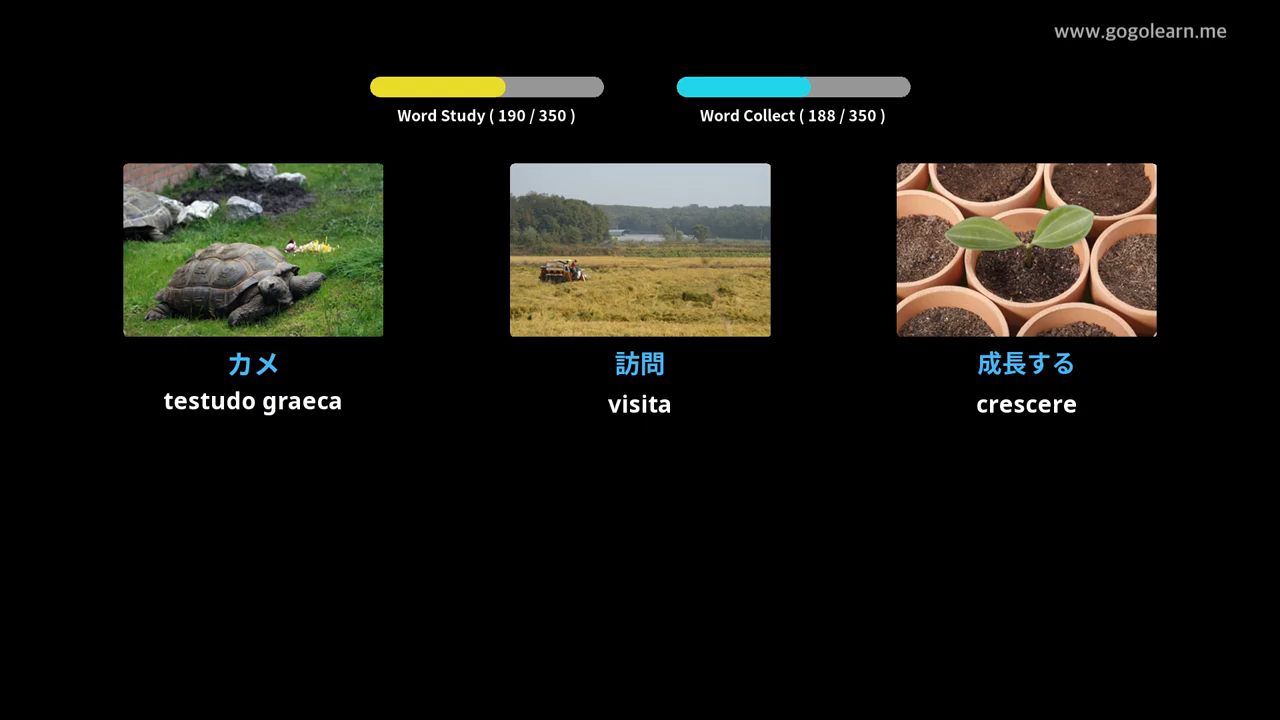 www.gogolearn.me
Word Study ( 190 / 350 )
Word Collect ( 188 / 350 )
カメ
testudo graeca
訪問
visita
成長する
crescere